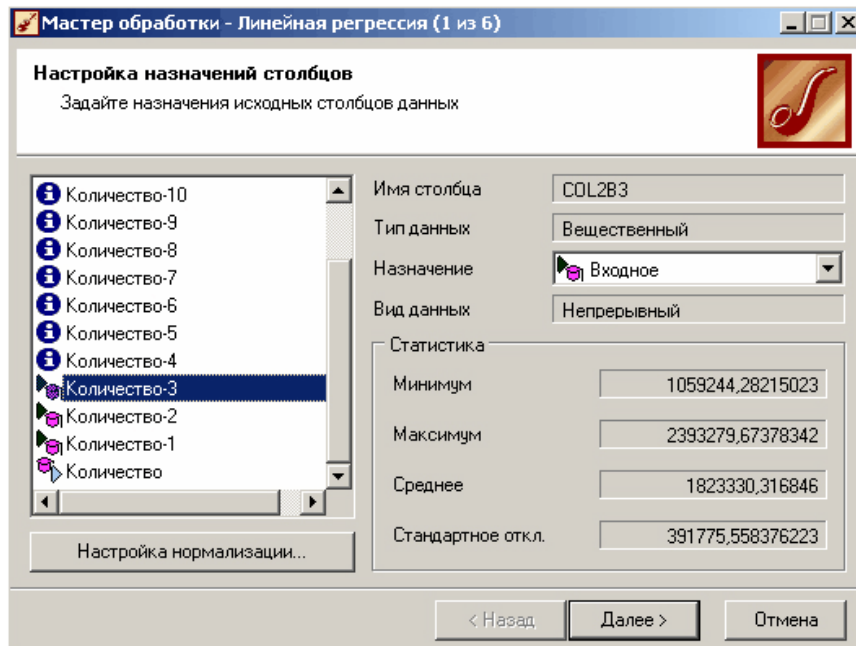 Мастер обработки - Линейная регрессия (1 из 6)
Настройка назначений столбцов
Задайте назначения исходных столбцов данных
Количество-10
Количество-9
Количество-8
Количество-7
Количество-6
Количество-5
Количество-4
Количество-3
Количество-2
Количество-1
Количество
Настройка нормализации...
Имя столбца COL2B3
Тип данных Вещественный
Назначение Входное
Вид данных Непрерывный
Статистика
Минимум 1059244,28215023
Максимум 2393279,67378342
Среднее 1823330,316846
Стандартное откл. 391775,558376223
< Назад Далее > Отмена